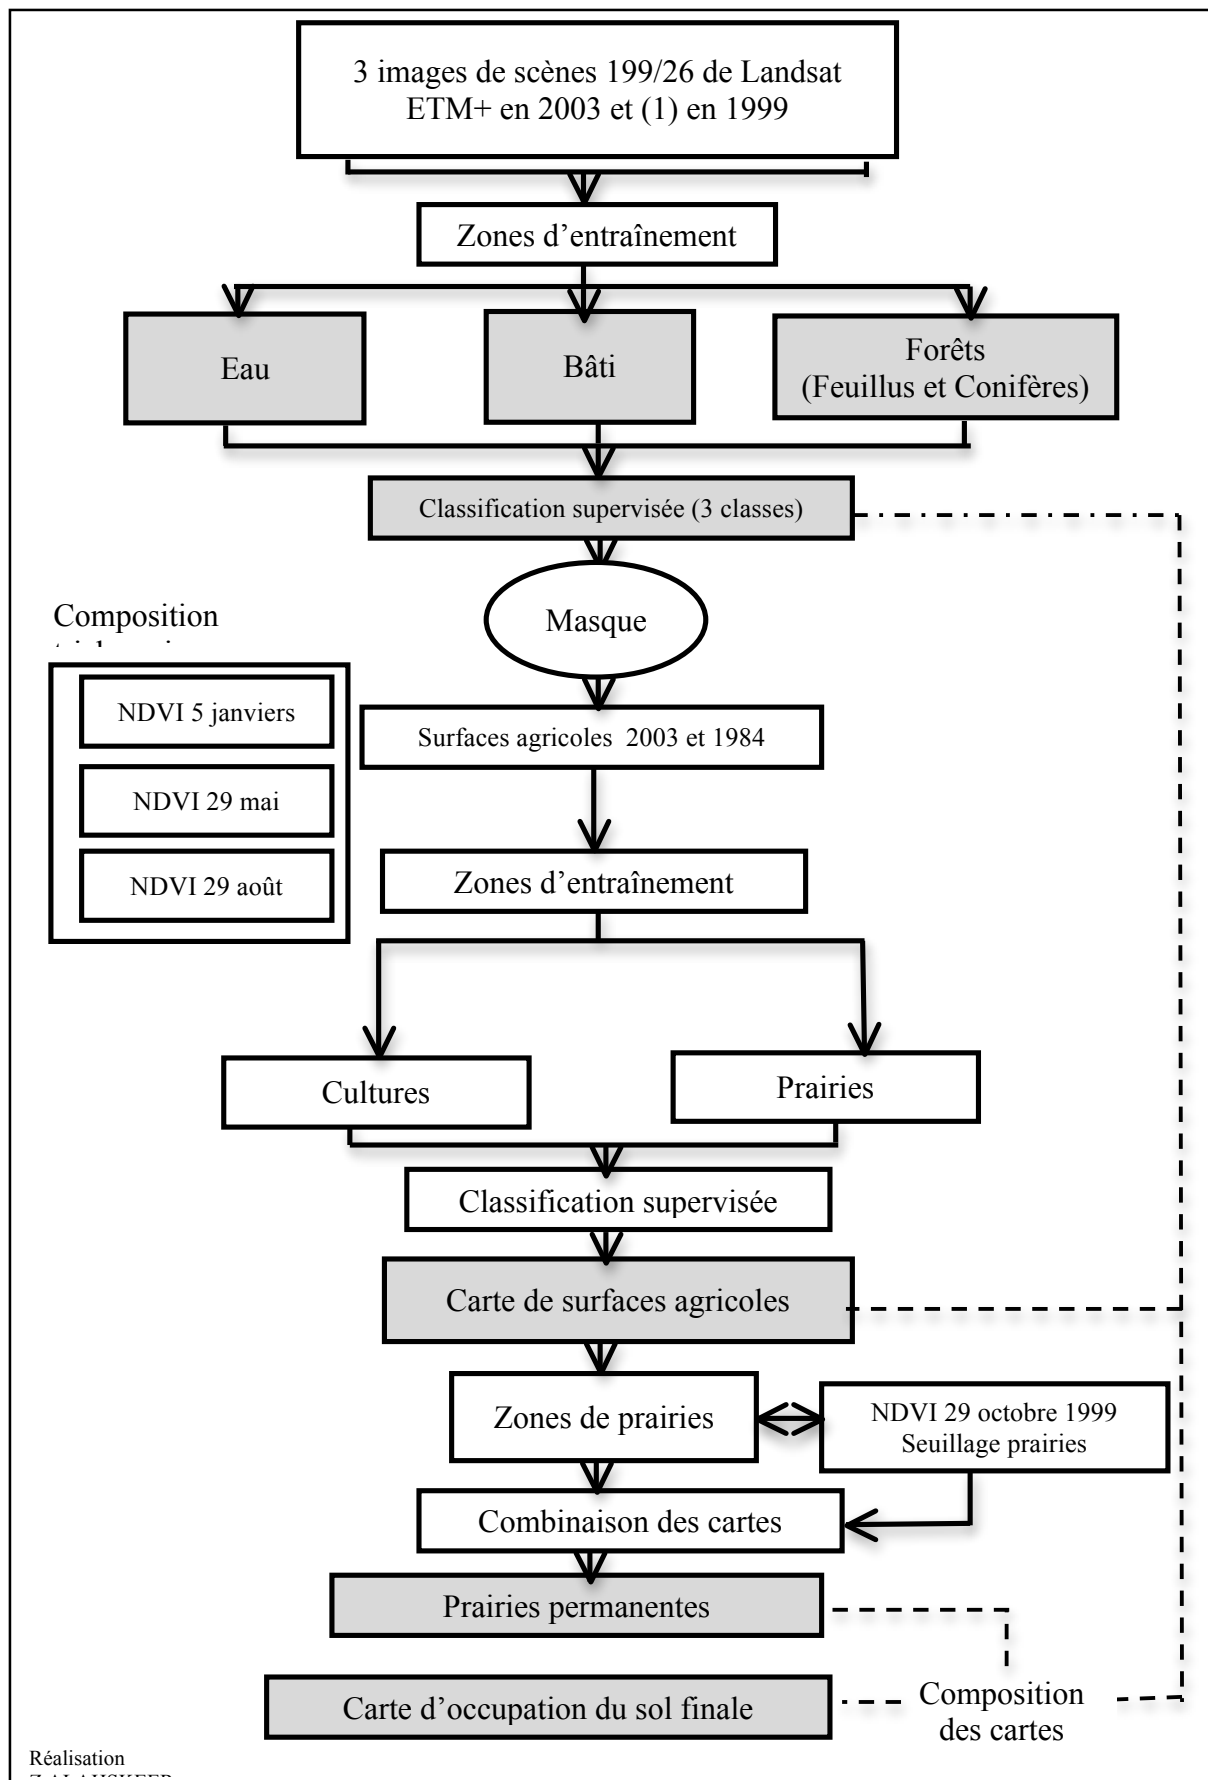 3 images de scènes 199/26 de Landsat
ETM+ en 2003 et (1) en 1999
Zones d’entraînement
Eau
Bâti
Forêts
(Feuillus et Conifères)
Classification supervisée (3 classes)
Masque
Composition
NDVI 5 janviers
NDVI 29 mai
NDVI 29 août
Surfaces agricoles 2003 et 1984
Zones d’entraînement
Cultures
Prairies
Classification supervisée
Carte de surfaces agricoles
Zones de prairies
NDVI 29 octobre 1999
Seuillage prairies
Combinaison des cartes
Prairies permanentes
Carte d’occupation du sol finale
Composition
des cartes
Réalisation